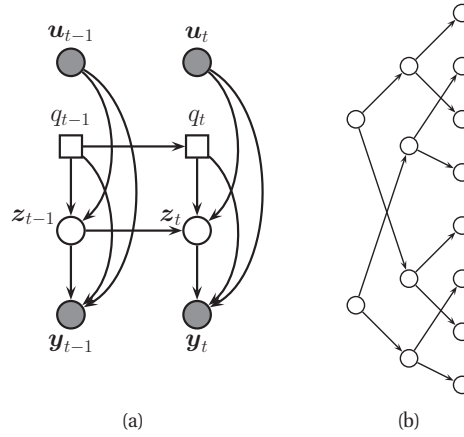 u_{t−1} u_t
q_{t−1} q_t
z_{t−1} z_t
y_{t−1} y_t
(a) (b)